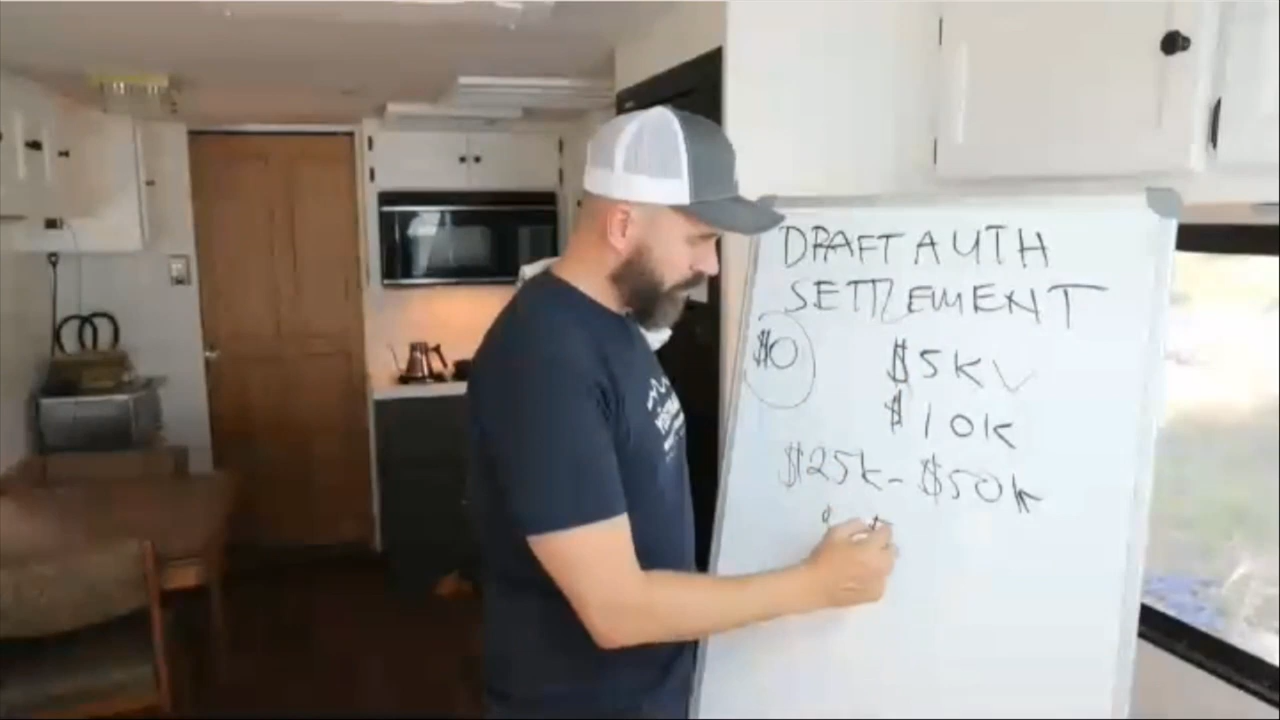 DRAFT AUTH
SETTLEMENT
$0 $5K
$10K
$25K - $50K